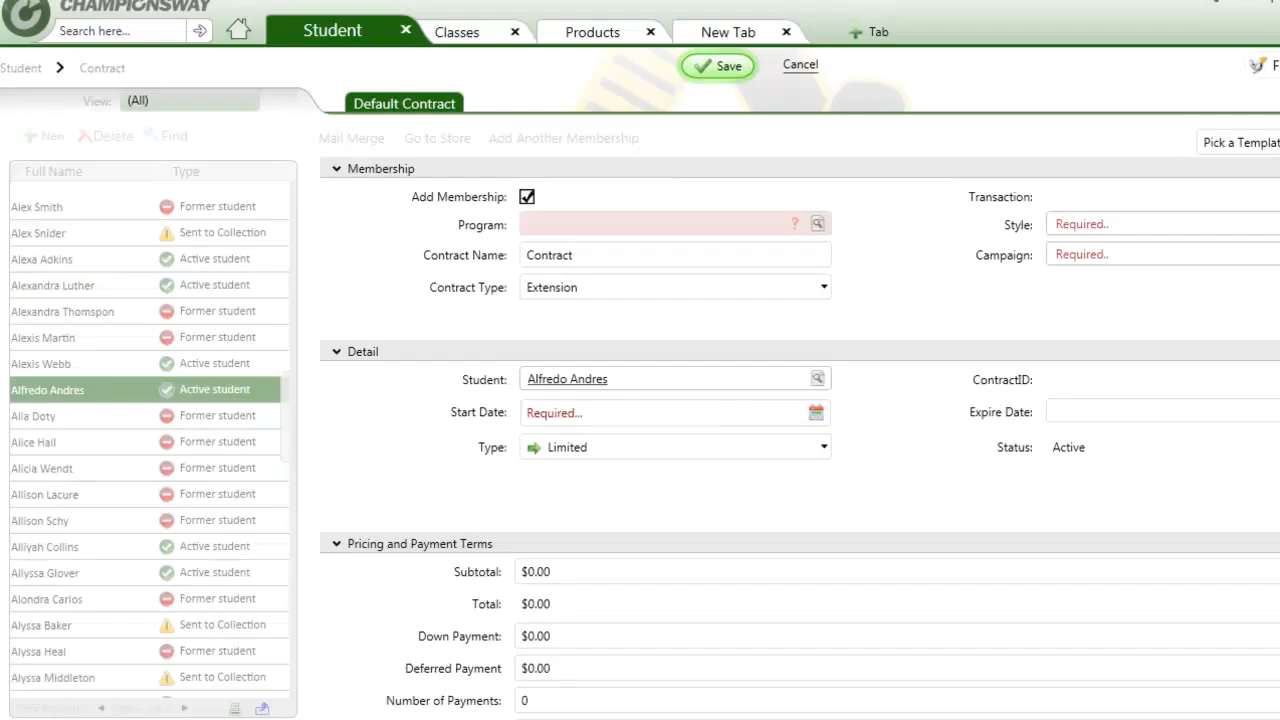 CHAMPIONSWAY
Search here...
Student
Classes
Products
New Tab
Tab
Student > Contract
Save
Cancel
F
View: (All)
Default Contract
New Delete Find
Mail Merge Go to Store Add Another Membership
Pick a Templat
Full Name Type
Alex Smith Former student
Alex Snider Sent to Collection
Alexa Adkins Active student
Alexandra Luther Active student
Alexandra Thomspon Former student
Alexis Martin Former student
Alexis Webb Active student
Alfredo Andres Active student
Alia Doty Former student
Alice Hall Former student
Alicia Wendt Former student
Allison Lacure Former student
Allison Schy Former student
Alliyah Collins Active student
Allyssa Glover Active student
Alondra Carlos Former student
Alyssa Baker Sent to Collection
Alyssa Heal Former student
Alyssa Middleton Sent to Collection
Membership
Add Membership:
Transaction:
Program: ?
Style: Required..
Contract Name: Contract
Campaign: Required..
Contract Type: Extension
Detail
Student: Alfredo Andres
ContractID:
Start Date: Required...
Expire Date:
Type: Limited
Status: Active
Pricing and Payment Terms
Subtotal: $0.00
Total: $0.00
Down Payment: $0.00
Deferred Payment $0.00
Number of Payments: 0